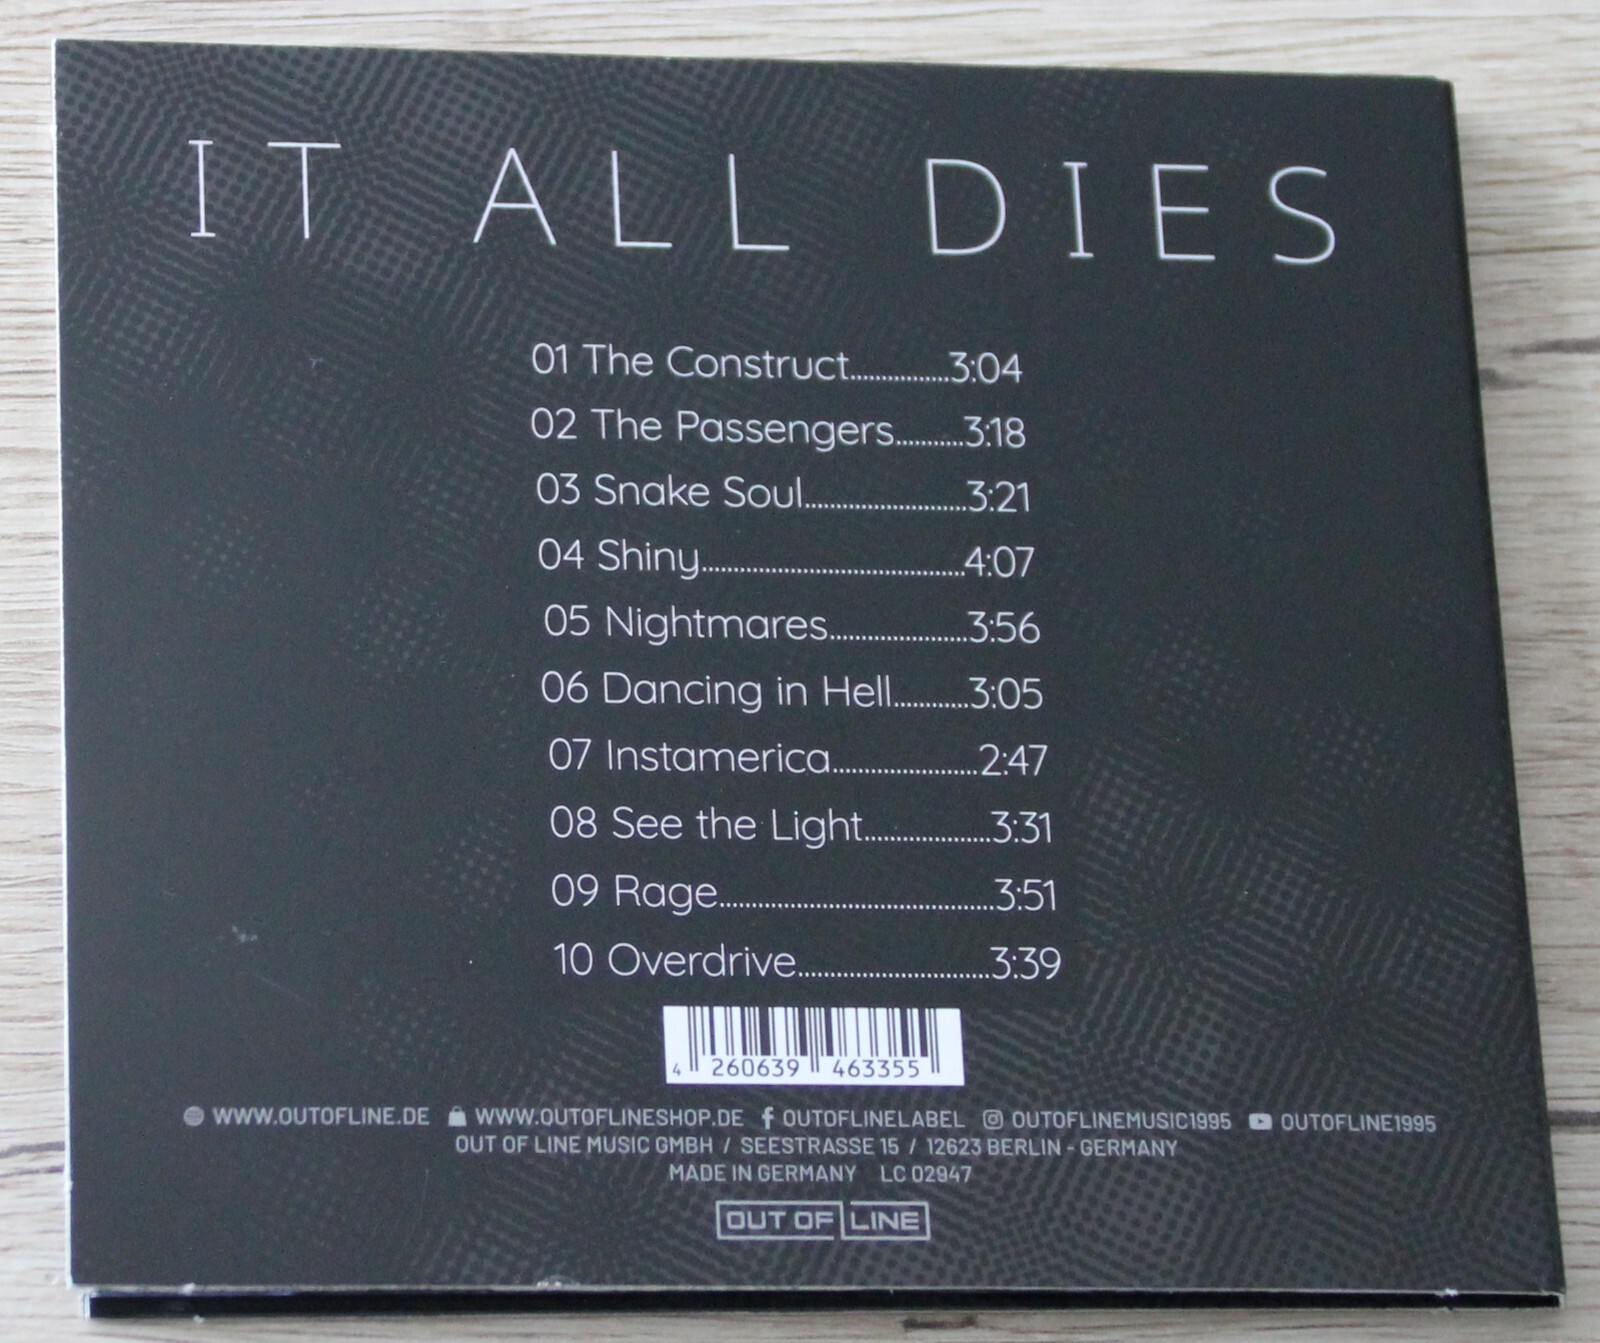 IT ALL DIES
01 The Construct................3:04
02 The Passengers...........3:18
03 Snake Soul..........................3:21
04 Shiny..........................................4:07
05 Nightmares......................3:56
06 Dancing in Hell............3:05
07 Instamerica.......................2:47
08 See the Light....................3:31
09 Rage............................................3:51
10 Overdrive...............................3:39
4 260639 463355
WWW.OUTOFLINE.DE WWW.OUTOFLINESHOP.DE OUTOFLINELABEL OUTOFLINEMUSIC1995 OUTOFLINE1995
OUT OF LINE MUSIC GMBH / SEESTRASSE 15 / 12623 BERLIN - GERMANY
MADE IN GERMANY LC 02947
OUT OF LINE